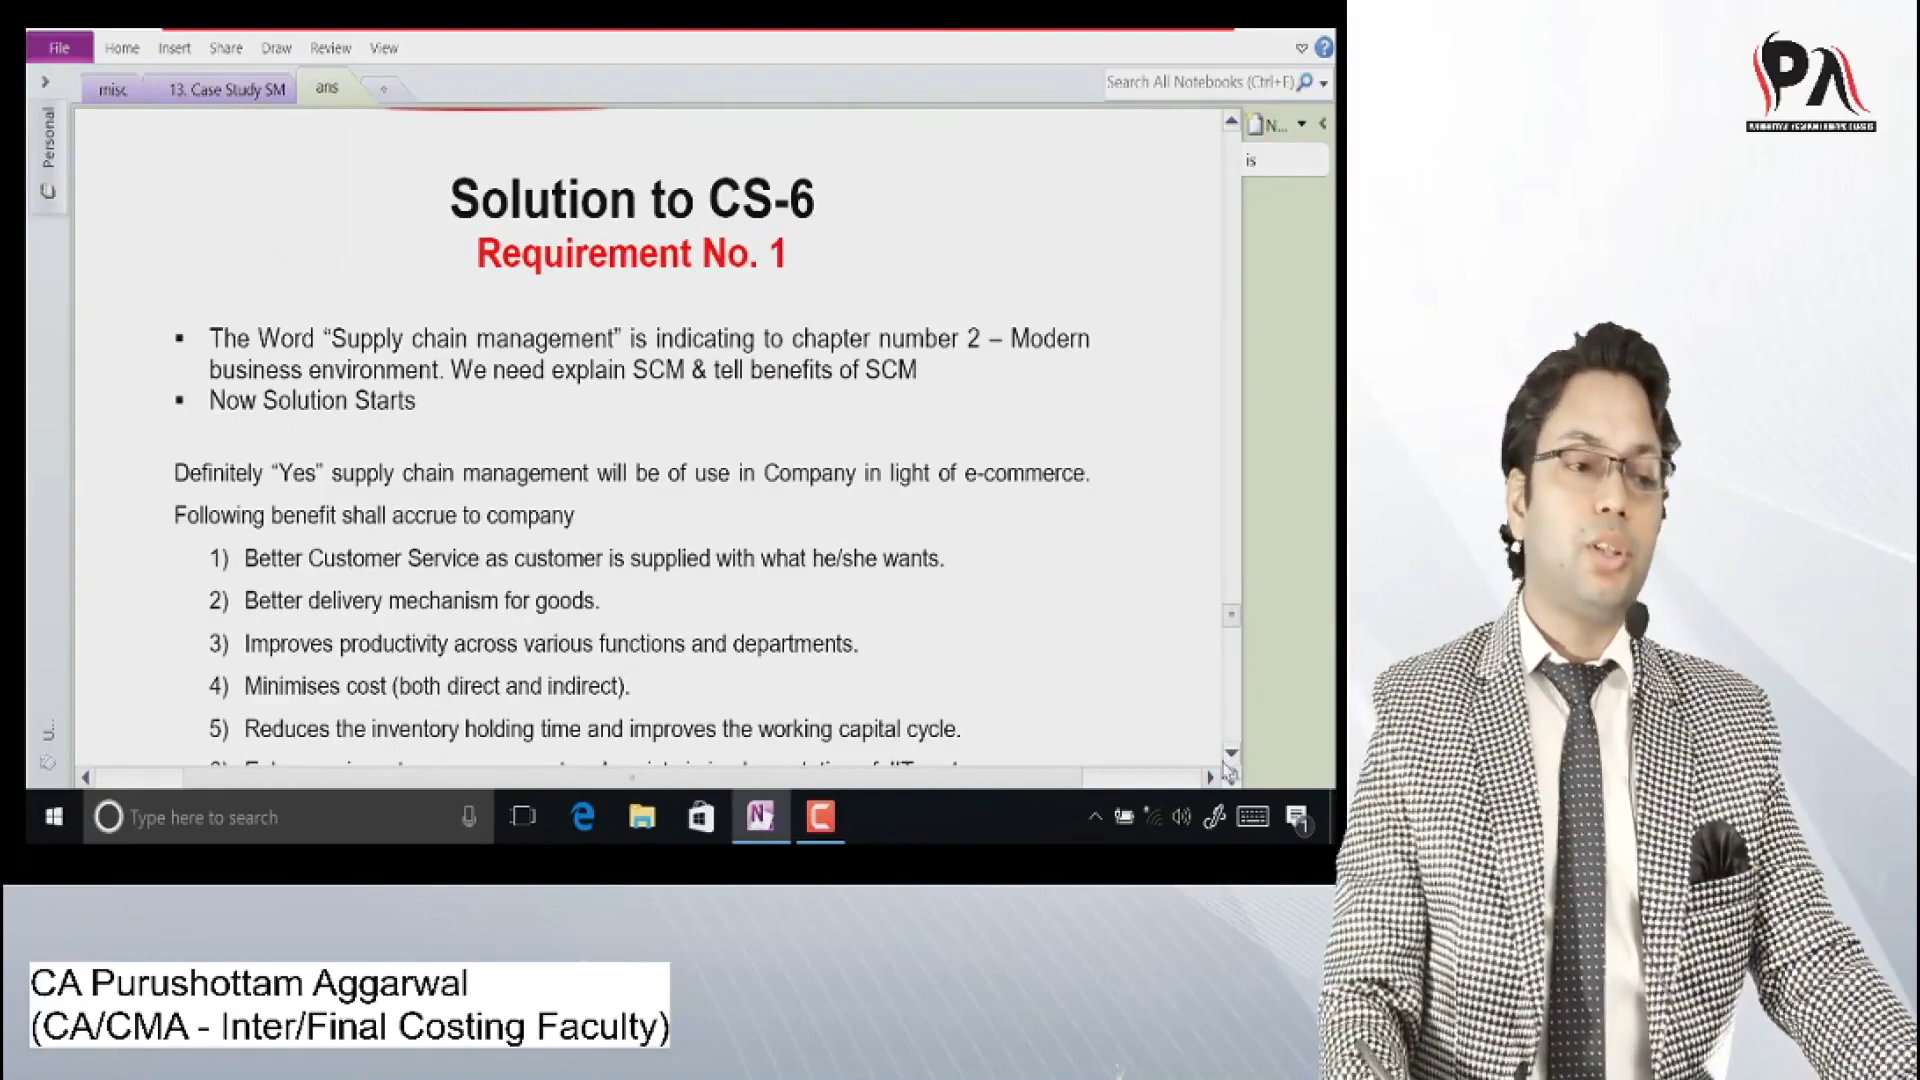 File Home Insert Share Draw Review View
misc 13. Case Study SM ans
Search All Notebooks (Ctrl+F)
Personal
N...
is
PA
Solution to CS-6
Requirement No. 1
▪ The Word “Supply chain management” is indicating to chapter number 2 – Modern
business environment. We need explain SCM & tell benefits of SCM
▪ Now Solution Starts
Definitely “Yes” supply chain management will be of use in Company in light of e-commerce.
Following benefit shall accrue to company
1) Better Customer Service as customer is supplied with what he/she wants.
2) Better delivery mechanism for goods.
3) Improves productivity across various functions and departments.
4) Minimises cost (both direct and indirect).
5) Reduces the inventory holding time and improves the working capital cycle.
U...
Type here to search
1
CA Purushottam Aggarwal
(CA/CMA - Inter/Final Costing Faculty)